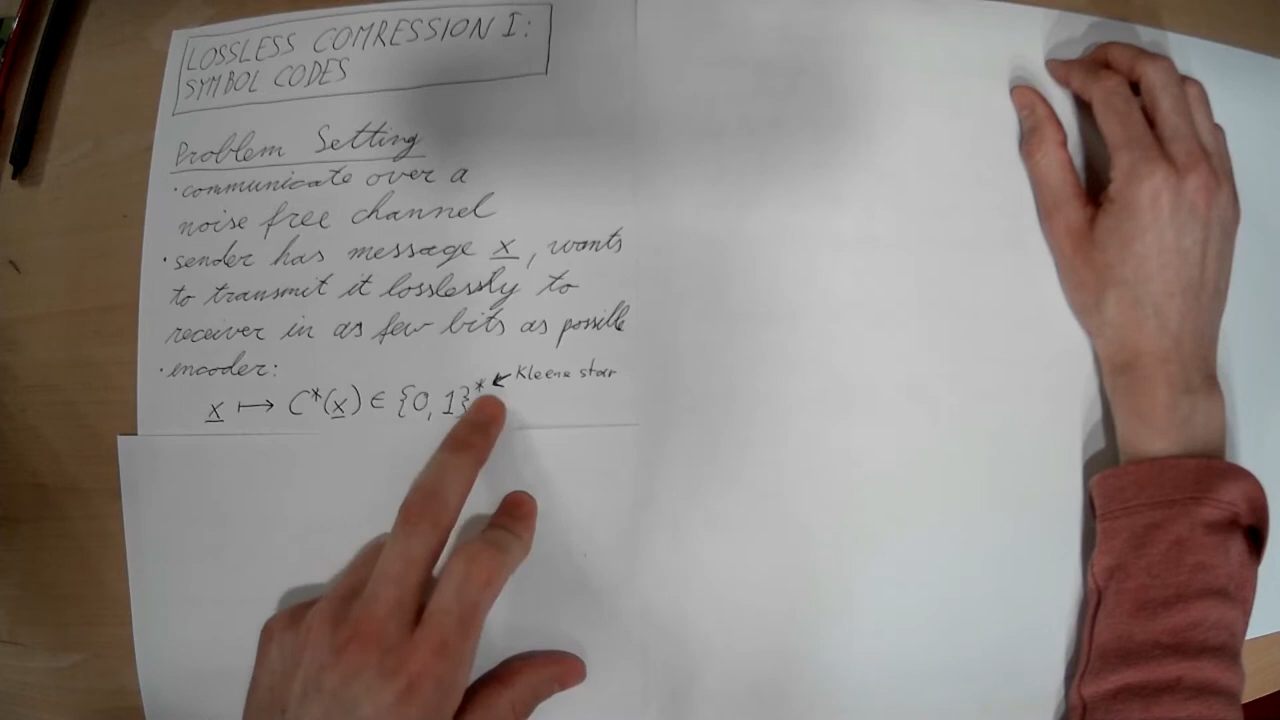 LOSSLESS COMRESSION I:
SYMBOL CODES
Problem Setting
· communicate over a
noise free channel
· sender has message x, wants
to transmit it losslessly to
receiver in as few bits as possible
· encoder:
x ↦ C*(x) ∈ {0,1}* ← Kleene star